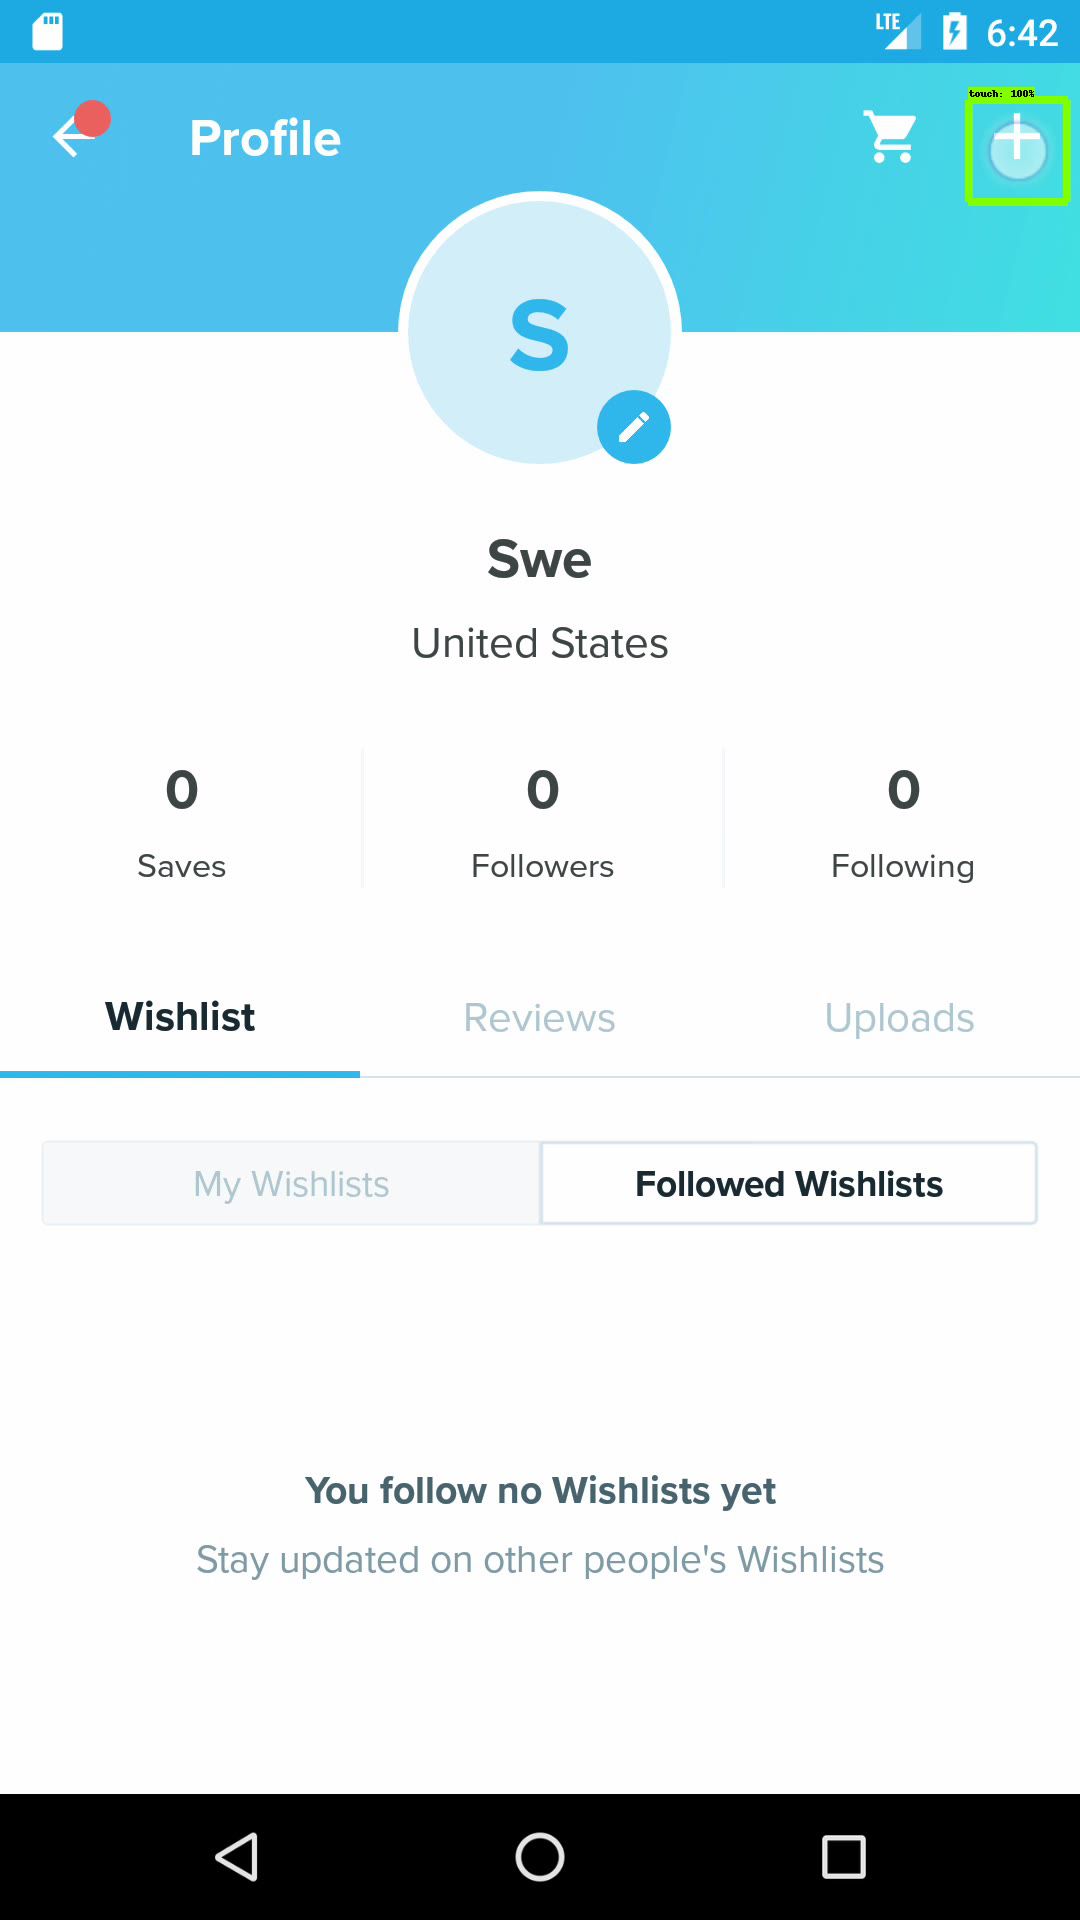 LTE 6:42
touch: 100%
Profile
S
Swe
United States
0 0 0
Saves Followers Following
Wishlist Reviews Uploads
My Wishlists Followed Wishlists
You follow no Wishlists yet
Stay updated on other people's Wishlists